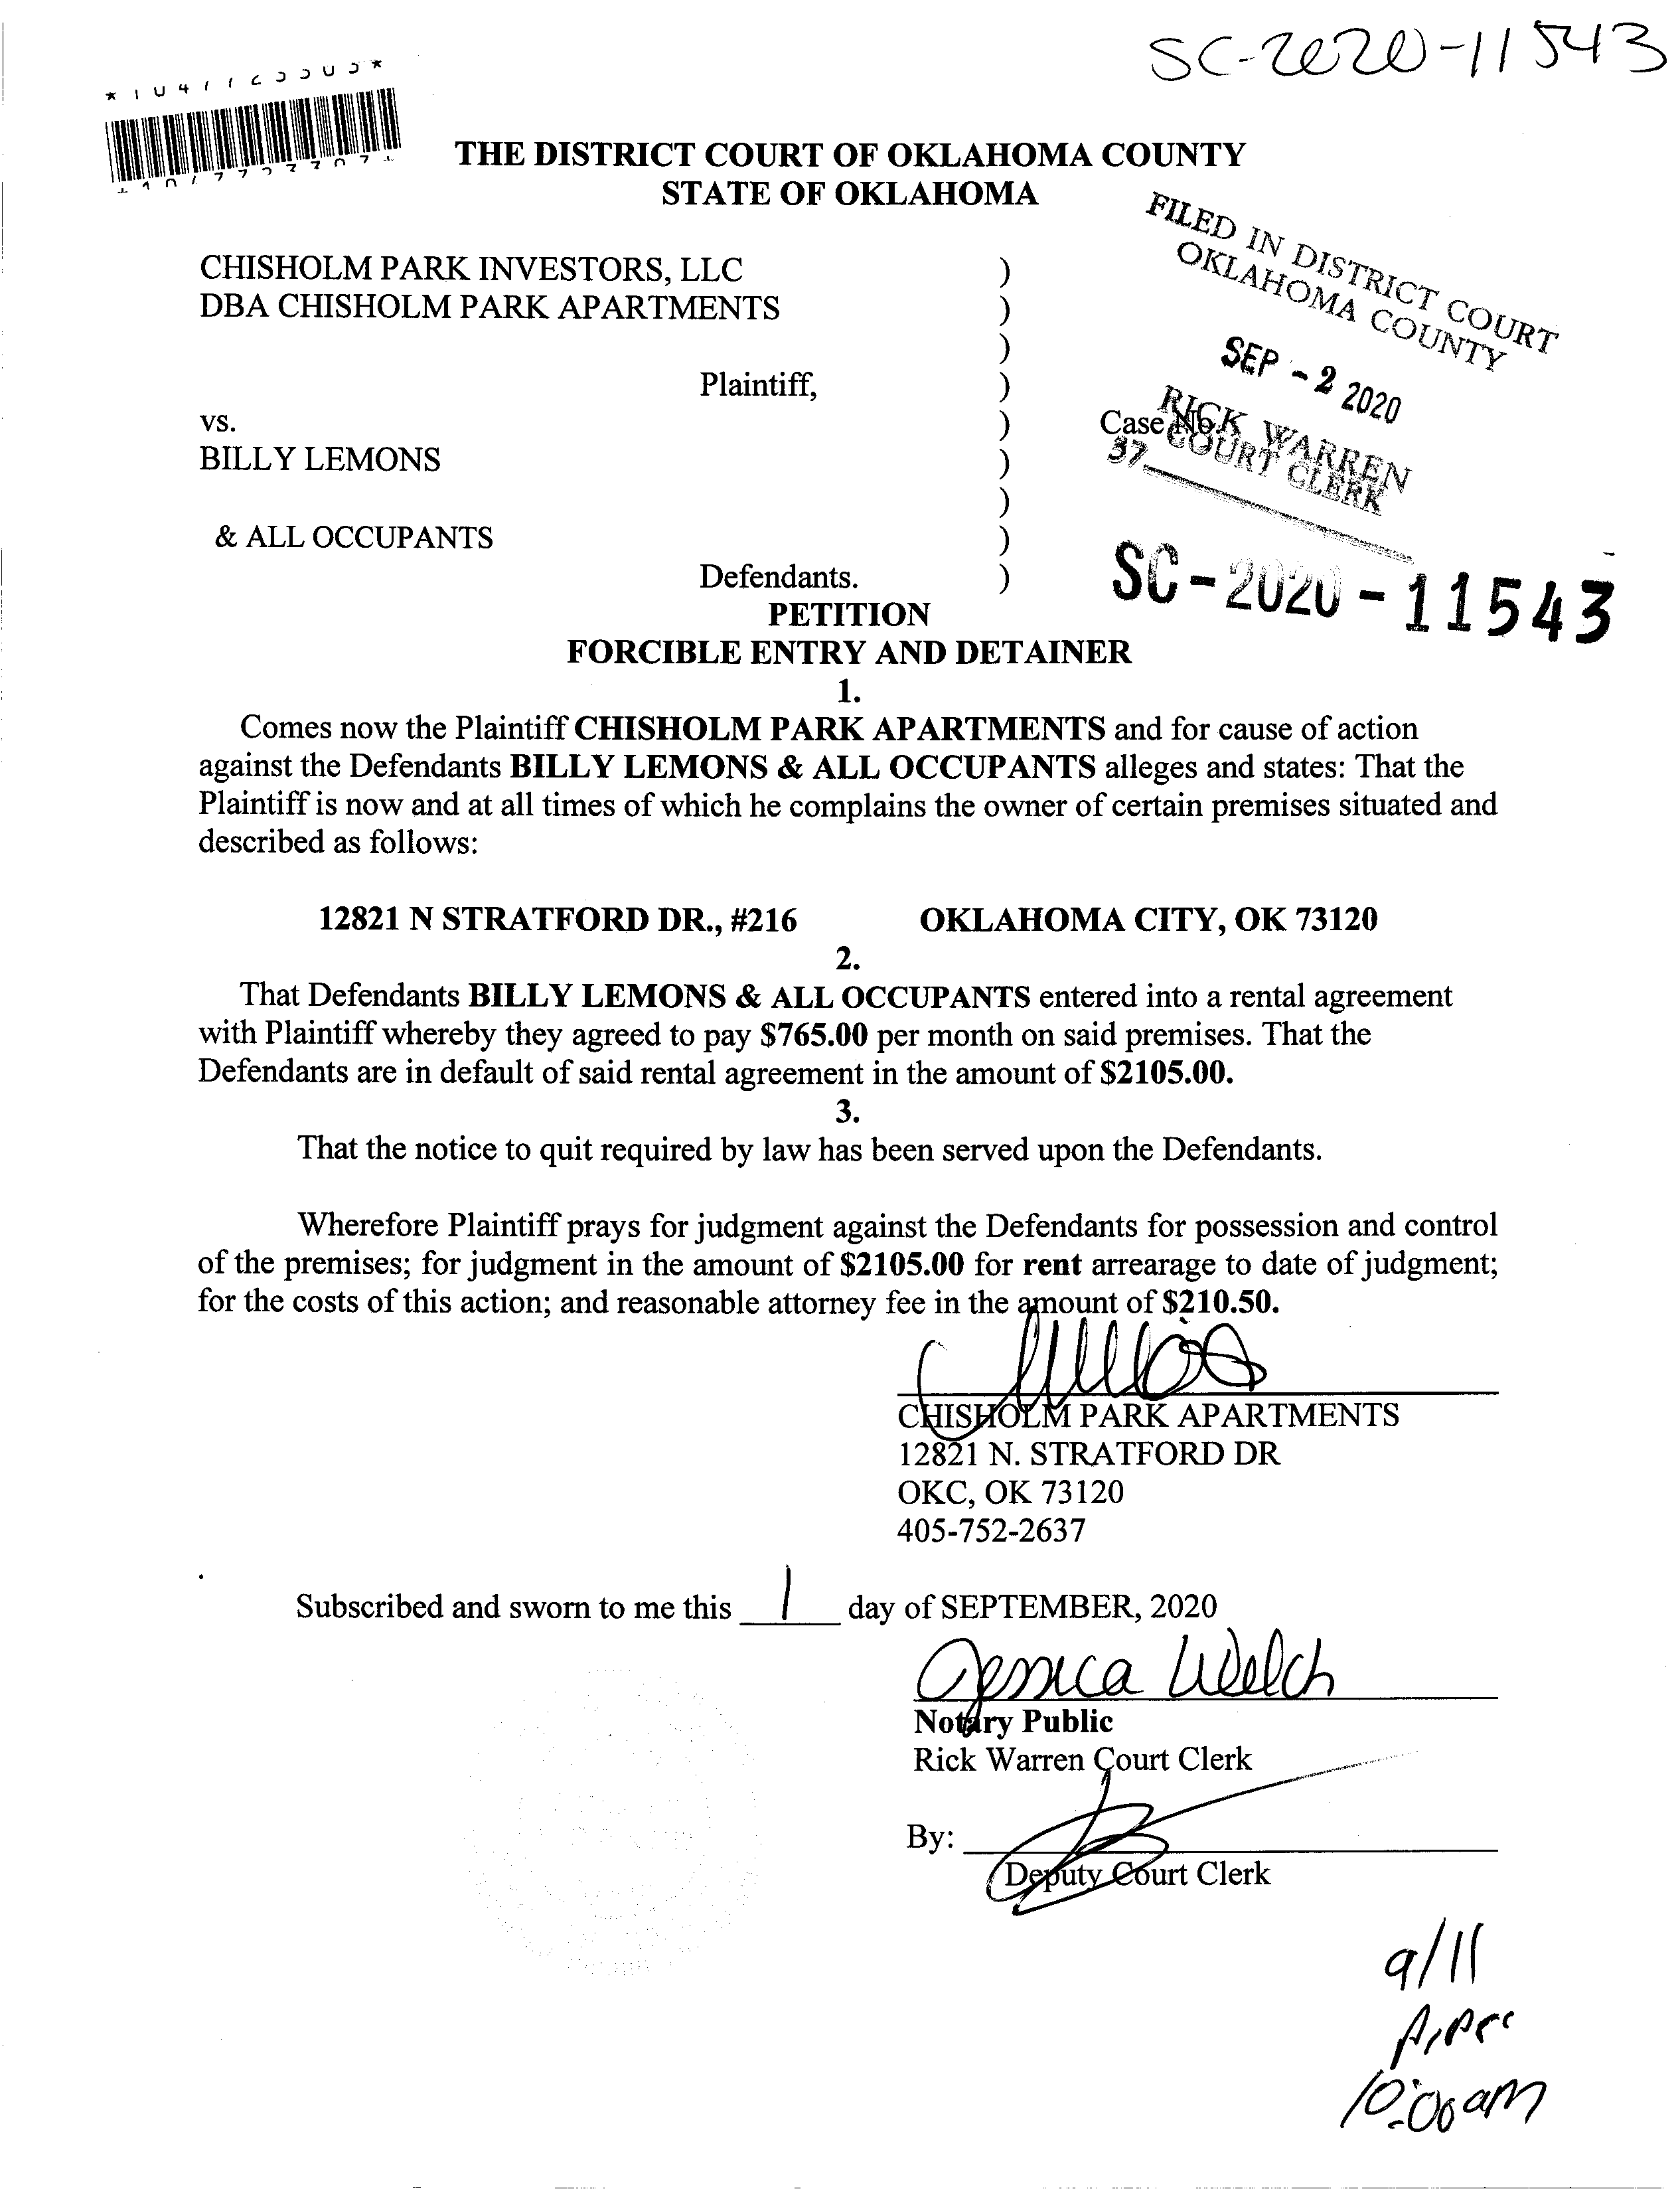 SC-2020-11543
THE DISTRICT COURT OF OKLAHOMA COUNTY
STATE OF OKLAHOMA
FILED IN DISTRICT COURT
OKLAHOMA COUNTY
SEP - 2 2020
RICK WARREN
COURT CLERK
37
CHISHOLM PARK INVESTORS, LLC )
DBA CHISHOLM PARK APARTMENTS )
)
Plaintiff, )
vs. ) Case No.
BILLY LEMONS )
)
& ALL OCCUPANTS )
Defendants. )
SC-2020-11543
PETITION
FORCIBLE ENTRY AND DETAINER
1.
Comes now the Plaintiff CHISHOLM PARK APARTMENTS and for cause of action
against the Defendants BILLY LEMONS & ALL OCCUPANTS alleges and states: That the
Plaintiff is now and at all times of which he complains the owner of certain premises situated and
described as follows:
12821 N STRATFORD DR., #216 OKLAHOMA CITY, OK 73120
2.
That Defendants BILLY LEMONS & ALL OCCUPANTS entered into a rental agreement
with Plaintiff whereby they agreed to pay $765.00 per month on said premises. That the
Defendants are in default of said rental agreement in the amount of $2105.00.
3.
That the notice to quit required by law has been served upon the Defendants.
Wherefore Plaintiff prays for judgment against the Defendants for possession and control
of the premises; for judgment in the amount of $2105.00 for rent arrearage to date of judgment;
for the costs of this action; and reasonable attorney fee in the amount of $210.50.
CHISHOLM PARK APARTMENTS
12821 N. STRATFORD DR
OKC, OK 73120
405-752-2637
Subscribed and sworn to me this 1 day of SEPTEMBER, 2020
Jessica Welch
Notary Public
Rick Warren Court Clerk
By:
Deputy Court Clerk
9/11
10:00am